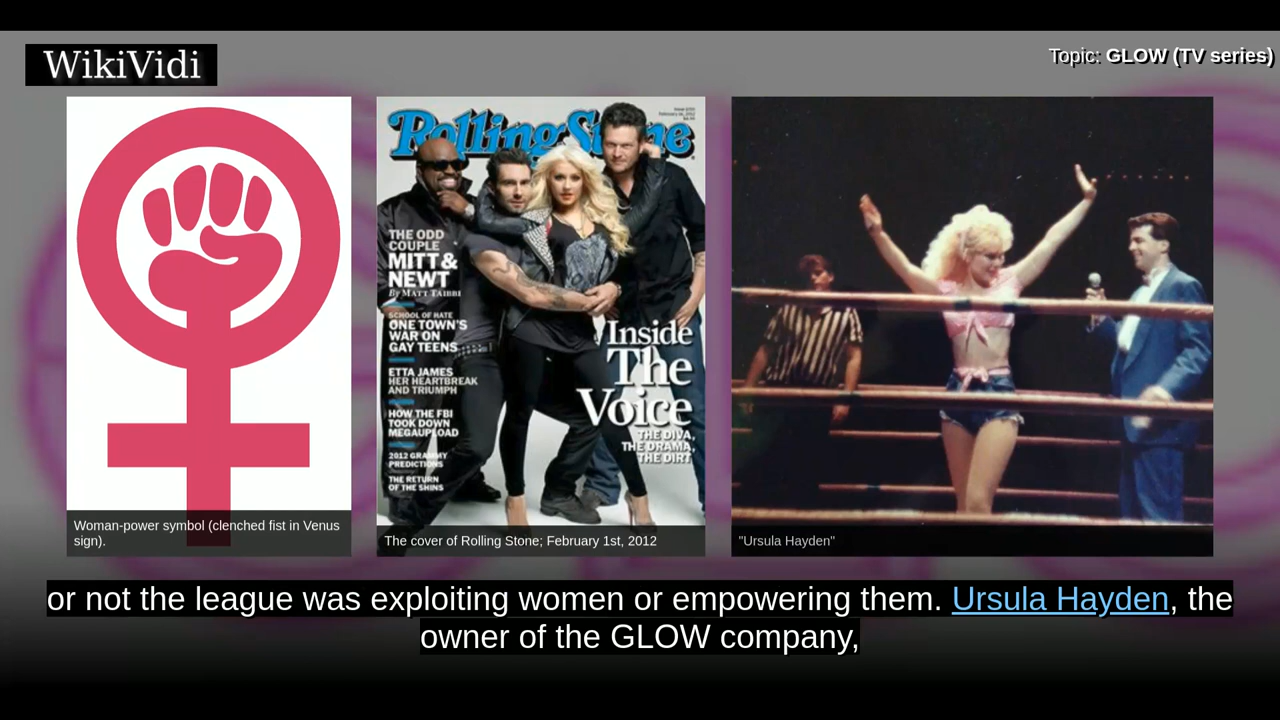 WikiVidi
Topic: GLOW (TV series)
Rolling Stone
THE ODD
COUPLE
MITT &
NEWT
By MATT TAIBBI
SCHOOL OF HATE
ONE TOWN'S
WAR ON
GAY TEENS
ETTA JAMES
HER HEARTBREAK
AND TRIUMPH
HOW THE FBI
TOOK DOWN
MEGAUPLOAD
2012 GRAMMY
PREDICTIONS
THE RETURN
OF THE SHINS
Inside
The
Voice
THE DIVA,
THE DRAMA,
THE DIRT
Woman-power symbol (clenched fist in Venus
sign).
The cover of Rolling Stone; February 1st, 2012
"Ursula Hayden"
or not the league was exploiting women or empowering them. Ursula Hayden, the
owner of the GLOW company,